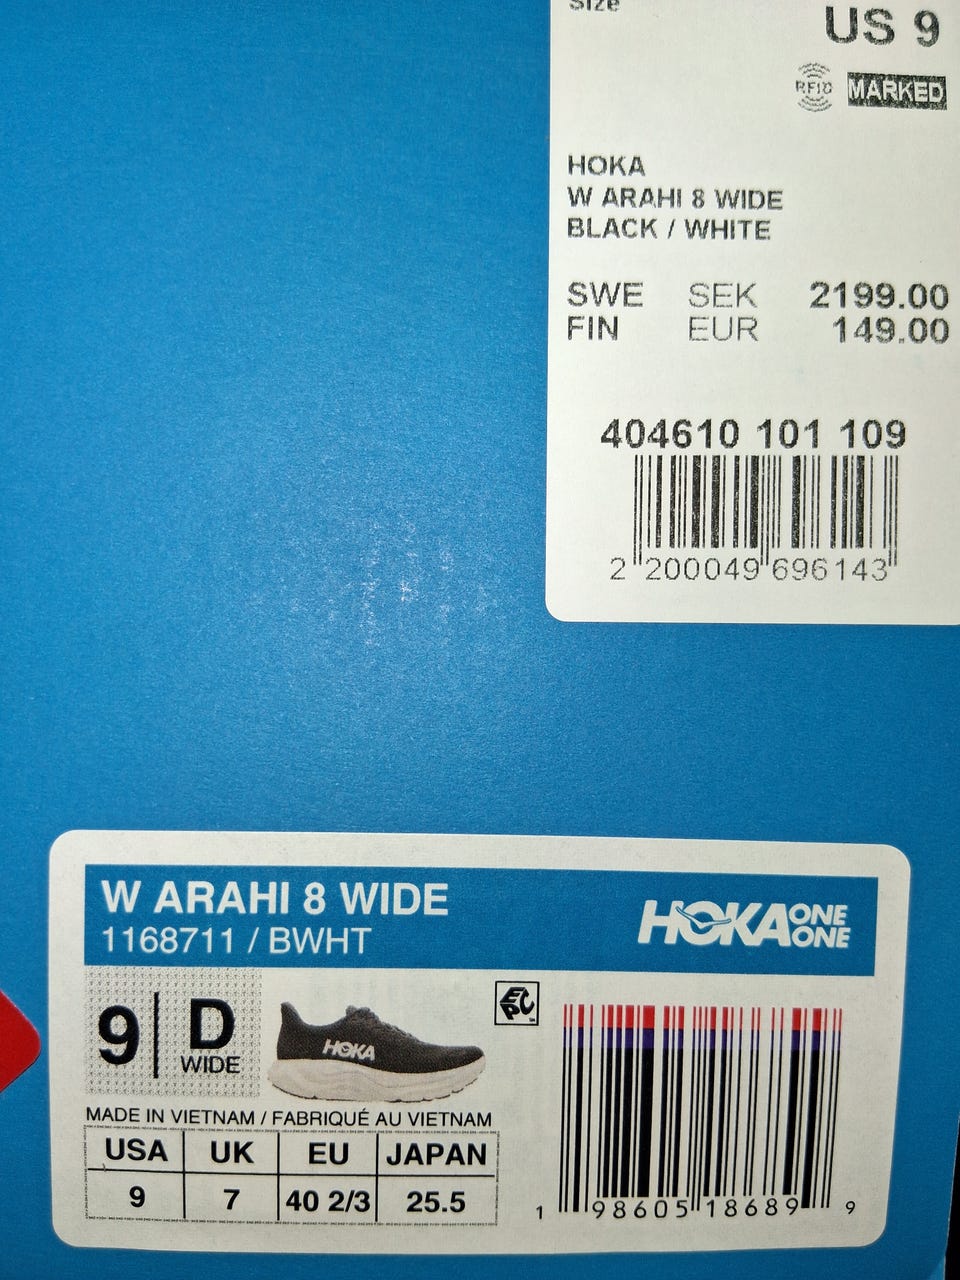 Size
US 9
RFID MARKED
HOKA
W ARAHI 8 WIDE
BLACK / WHITE
SWE SEK 2199.00
FIN EUR 149.00
404610 101 109
2 200049 696143
W ARAHI 8 WIDE
1168711 / BWHT
HOKA ONE ONE
9 D
WIDE
HOKA
EPC
MADE IN VIETNAM / FABRIQUÉ AU VIETNAM
USA UK EU JAPAN
9 7 40 2/3 25.5
1 98605 18689 9